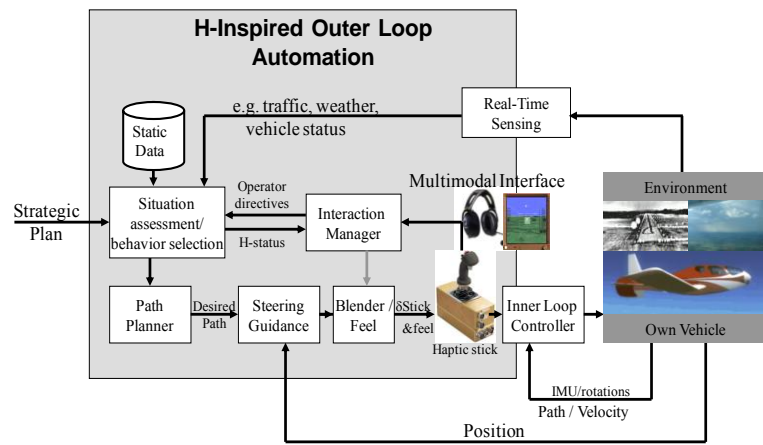 H-Inspired Outer Loop
Automation
e.g. traffic, weather,
vehicle status
Real-Time
Sensing
Static
Data
Multimodal Interface
Environment
Strategic
Plan
Situation
assessment/
behavior selection
Operator
directives
H-status
Interaction
Manager
Path
Planner
Desired
Path
Steering
Guidance
Blender /
Feel
δStick
&feel
Haptic stick
Inner Loop
Controller
Own Vehicle
IMU/rotations
Path / Velocity
Position